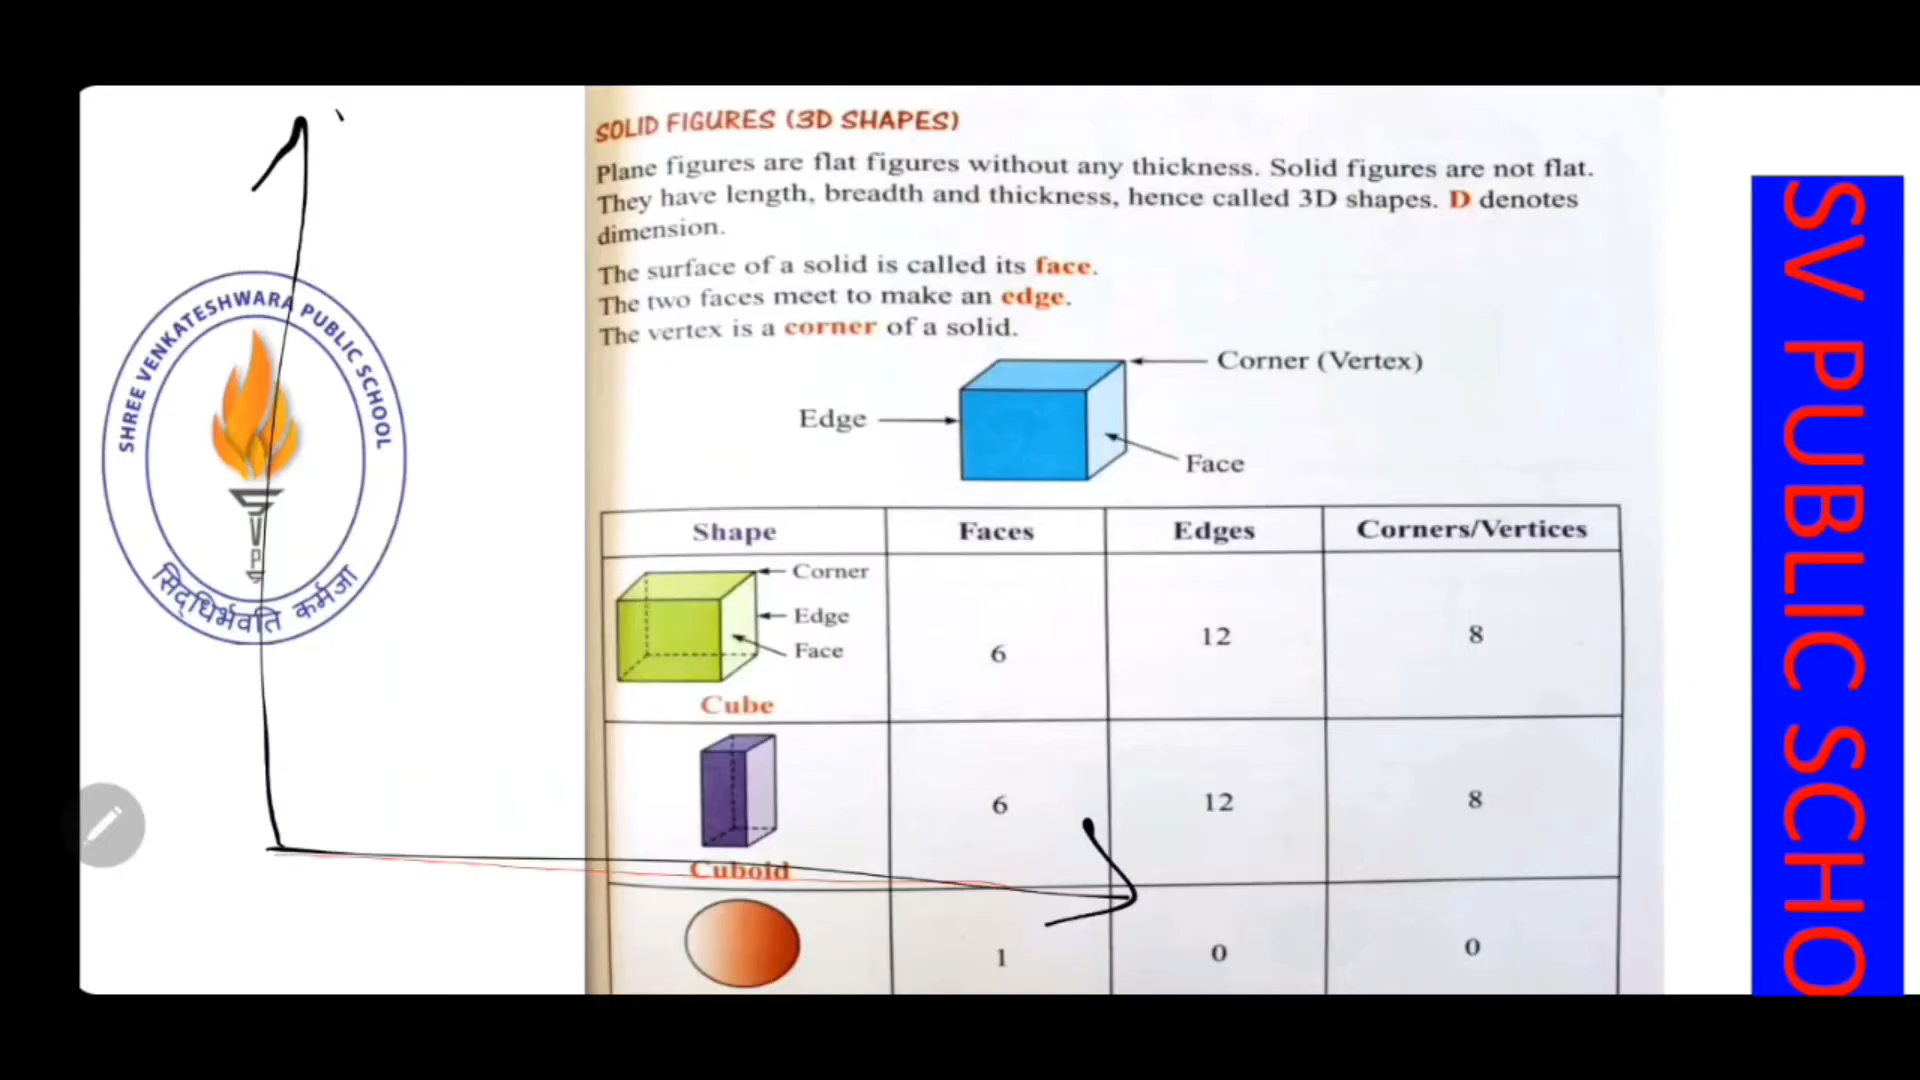 SHREE VENKATESHWARA PUBLIC SCHOOL
SVPS
सिद्धिर्भवति कर्मजा
SOLID FIGURES (3D SHAPES)
Plane figures are flat figures without any thickness. Solid figures are not flat.
They have length, breadth and thickness, hence called 3D shapes. D denotes
dimension.
The surface of a solid is called its face.
The two faces meet to make an edge.
The vertex is a corner of a solid.
Corner (Vertex)
Edge
Face
Shape Faces Edges Corners/Vertices
Corner
Edge
Face
Cube 6 12 8
Cuboid 6 12 8
1 0 0
SV PUBLIC SCHO